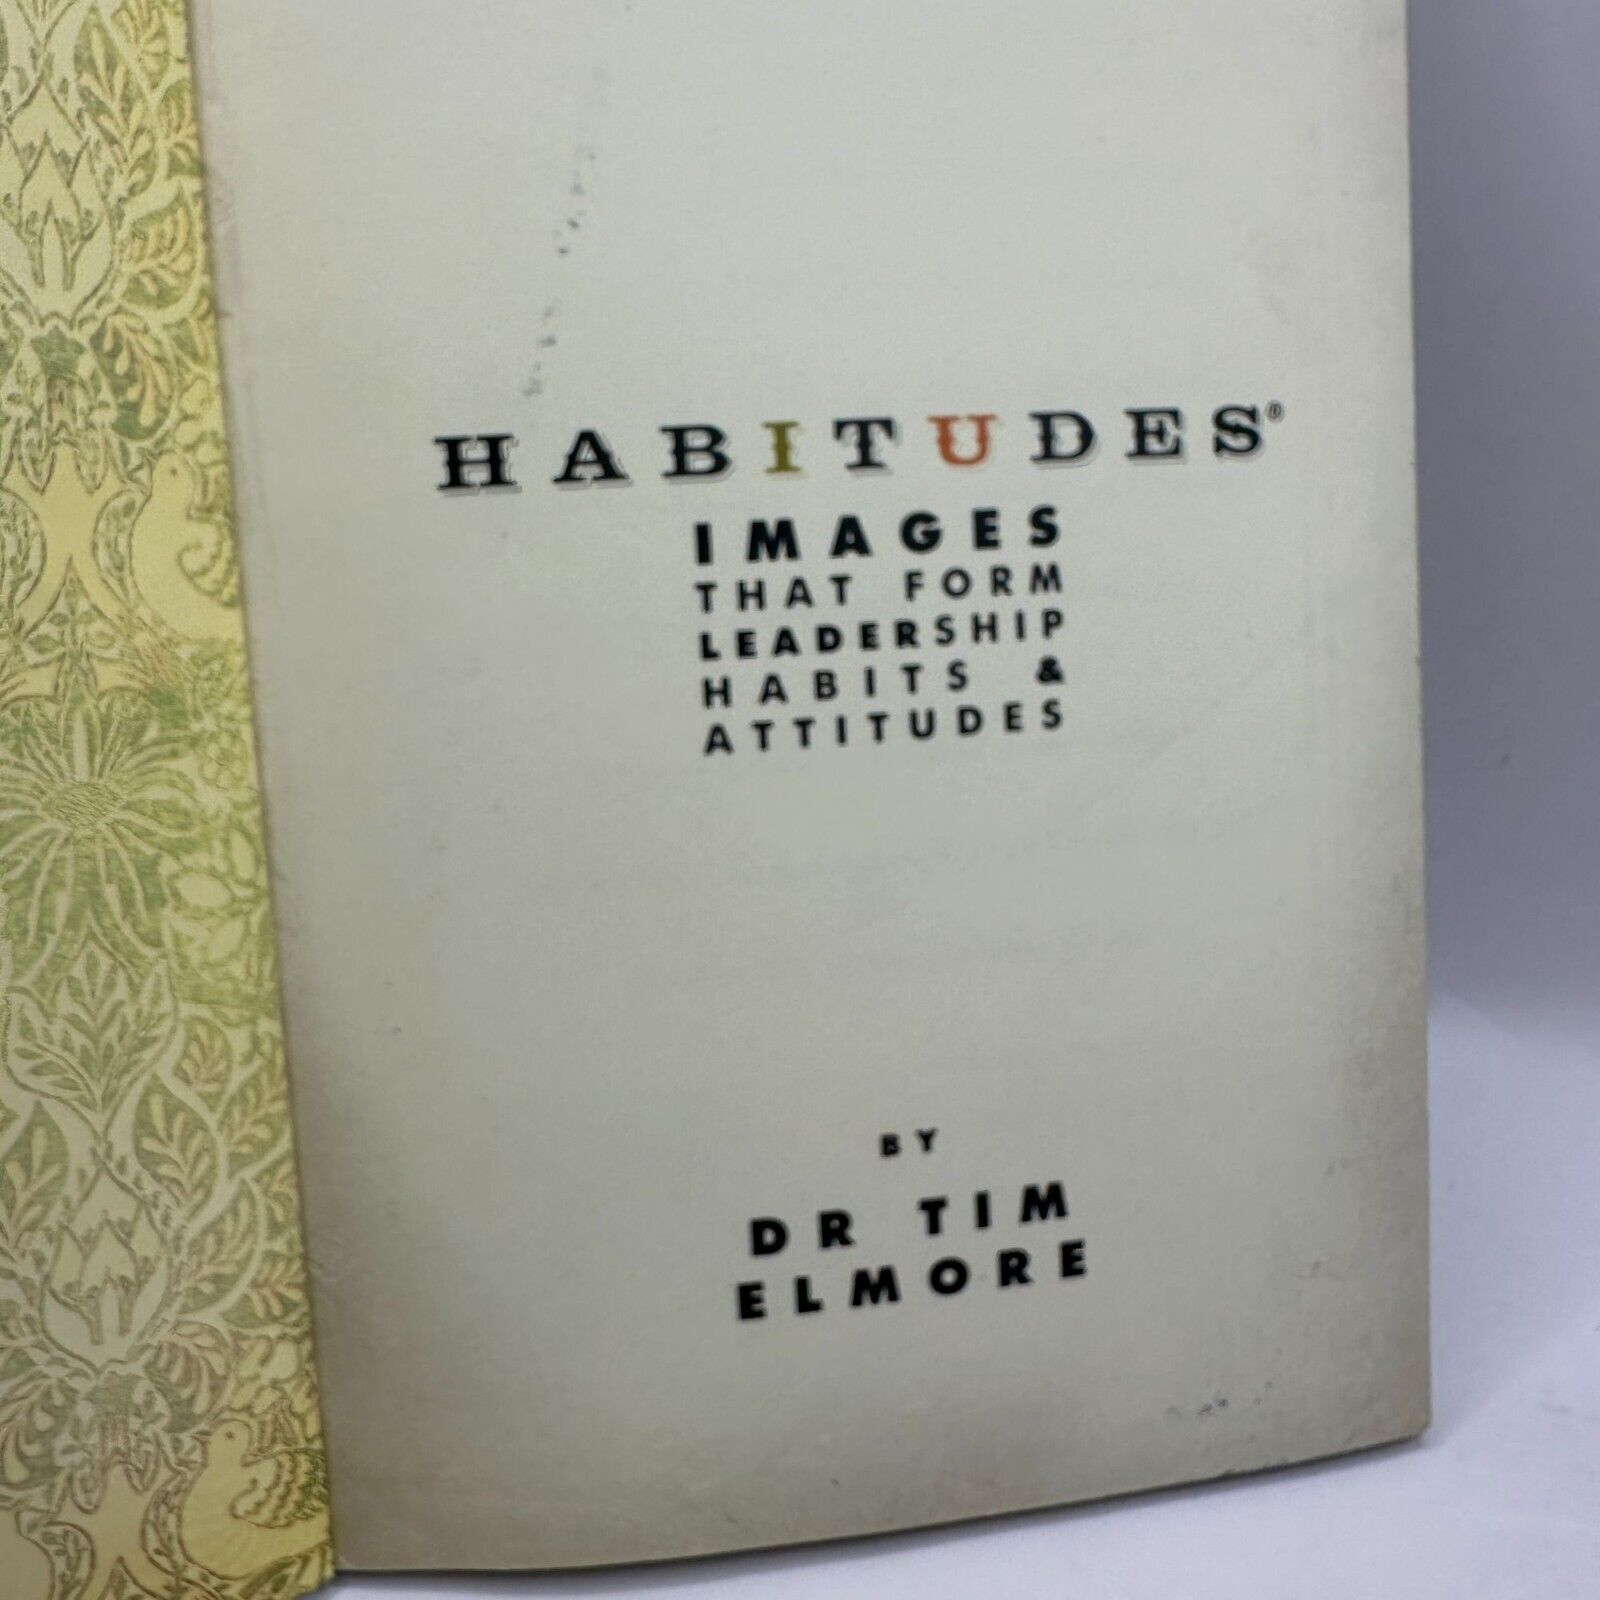 HABITUDES®
IMAGES
THAT FORM
LEADERSHIP
HABITS &
ATTITUDES
BY
DR TIM
ELMORE